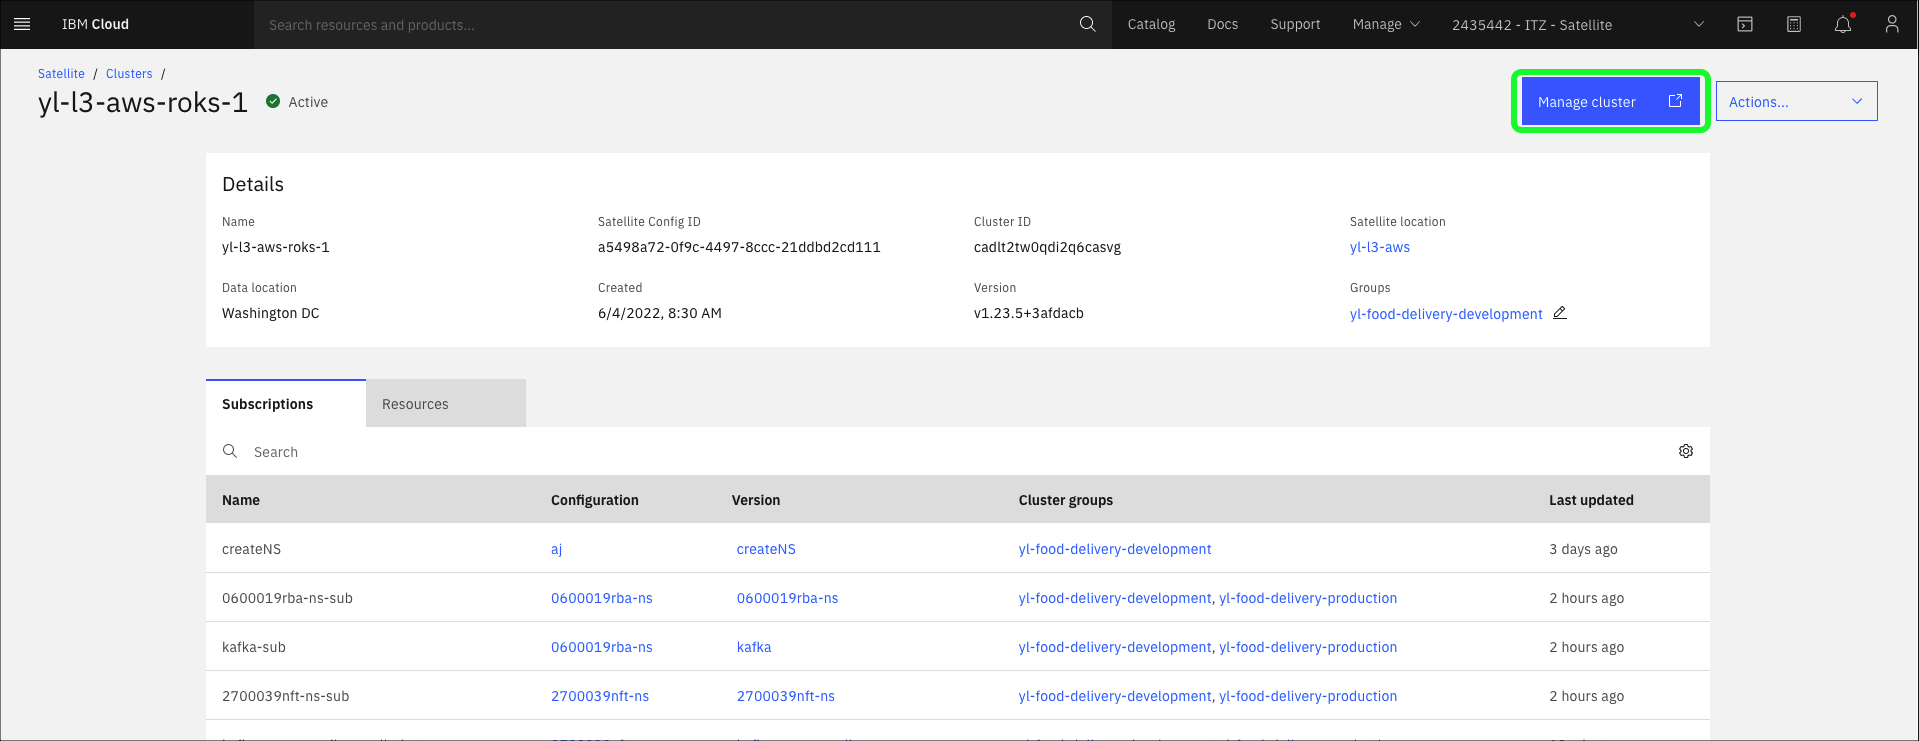 IBM Cloud Search resources and products... Catalog Docs Support Manage 2435442 - ITZ - Satellite
Satellite / Clusters /
yl-l3-aws-roks-1 Active Manage cluster Actions...
Details
Name Satellite Config ID Cluster ID Satellite location
yl-l3-aws-roks-1 a5498a72-0f9c-4497-8ccc-21ddbd2cd111 cadlt2tw0qdi2q6casvg yl-l3-aws
Data location Created Version Groups
Washington DC 6/4/2022, 8:30 AM v1.23.5+3afdacb yl-food-delivery-development
Subscriptions Resources
Search
Name Configuration Version Cluster groups Last updated
createNS aj createNS yl-food-delivery-development 3 days ago
0600019rba-ns-sub 0600019rba-ns 0600019rba-ns yl-food-delivery-development, yl-food-delivery-production 2 hours ago
kafka-sub 0600019rba-ns kafka yl-food-delivery-development, yl-food-delivery-production 2 hours ago
2700039nft-ns-sub 2700039nft-ns 2700039nft-ns yl-food-delivery-development, yl-food-delivery-production 2 hours ago